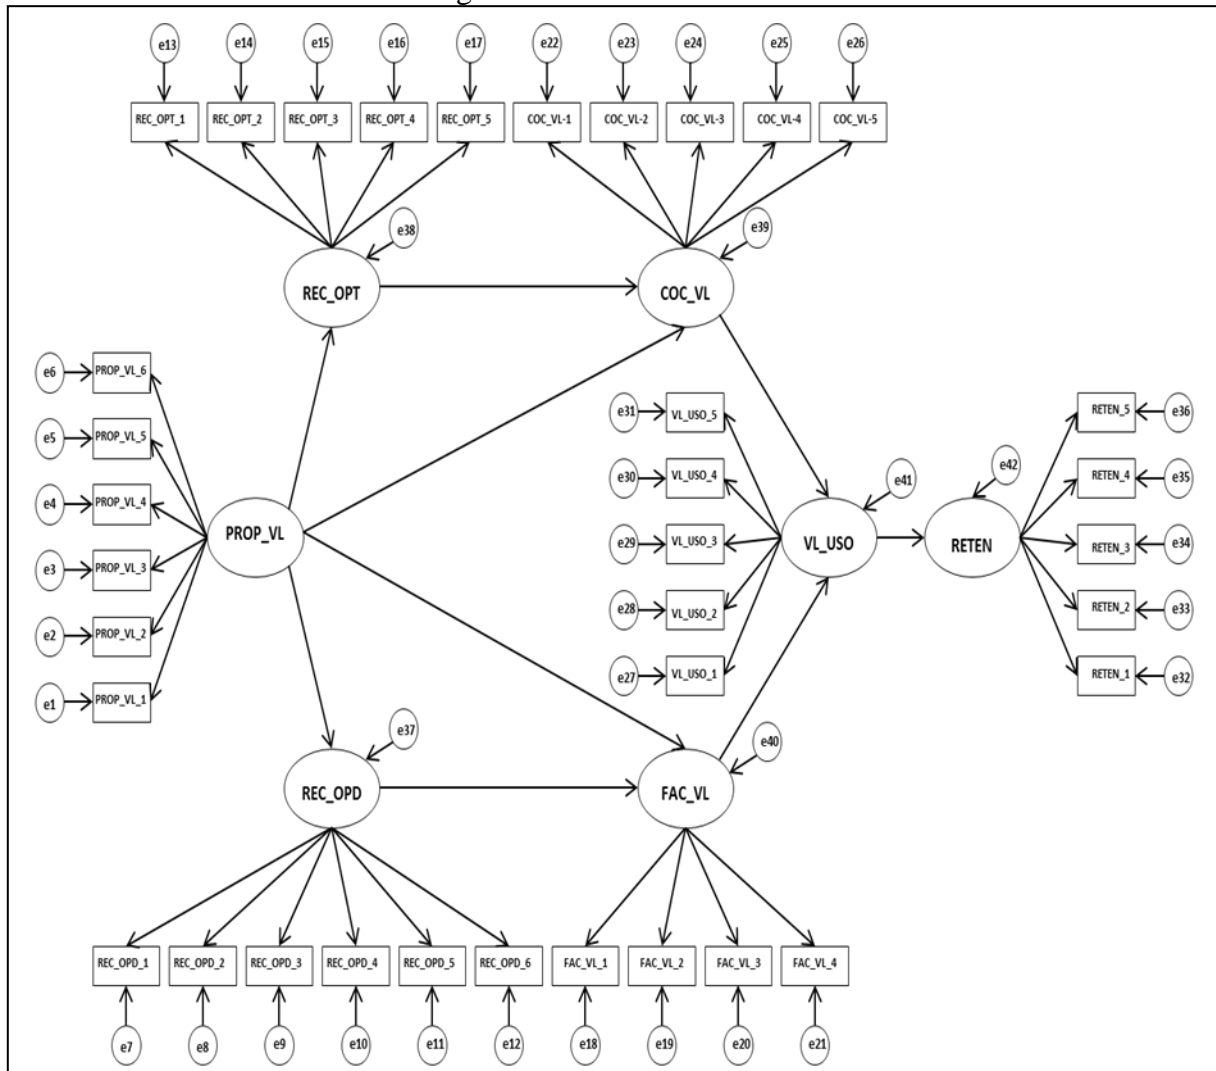 e13 e14 e15 e16 e17 e22 e23 e24 e25 e26
REC_OPT_1 REC_OPT_2 REC_OPT_3 REC_OPT_4 REC_OPT_5 COC_VL-1 COC_VL-2 COC_VL-3 COC_VL-4 COC_VL-5
e38 e39
REC_OPT COC_VL
e6 PROP_VL_6
e5 PROP_VL_5
e4 PROP_VL_4
e3 PROP_VL_3
e2 PROP_VL_2
e1 PROP_VL_1
PROP_VL
e31 VL_USO_5
e30 VL_USO_4
e29 VL_USO_3
e28 VL_USO_2
e27 VL_USO_1
e41 e42
VL_USO RETEN
RETEN_5 e36
RETEN_4 e35
RETEN_3 e34
RETEN_2 e33
RETEN_1 e32
e37 e40
REC_OPD FAC_VL
REC_OPD_1 REC_OPD_2 REC_OPD_3 REC_OPD_4 REC_OPD_5 REC_OPD_6 FAC_VL_1 FAC_VL_2 FAC_VL_3 FAC_VL_4
e7 e8 e9 e10 e11 e12 e18 e19 e20 e21